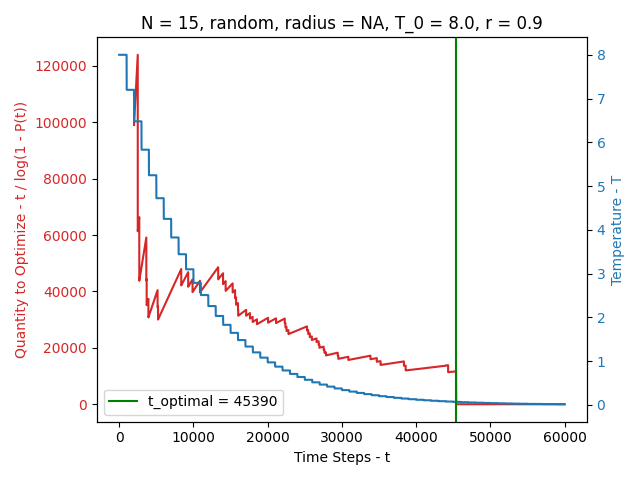 N = 15, random, radius = NA, T_0 = 8.0, r = 0.9
Quantity to Optimize - t / log(1 - P(t))
120000
100000
80000
60000
40000
20000
0
8
7
6
5
4
3
2
1
0
Temperature - T
t_optimal = 45390
0 10000 20000 30000 40000 50000 60000
Time Steps - t